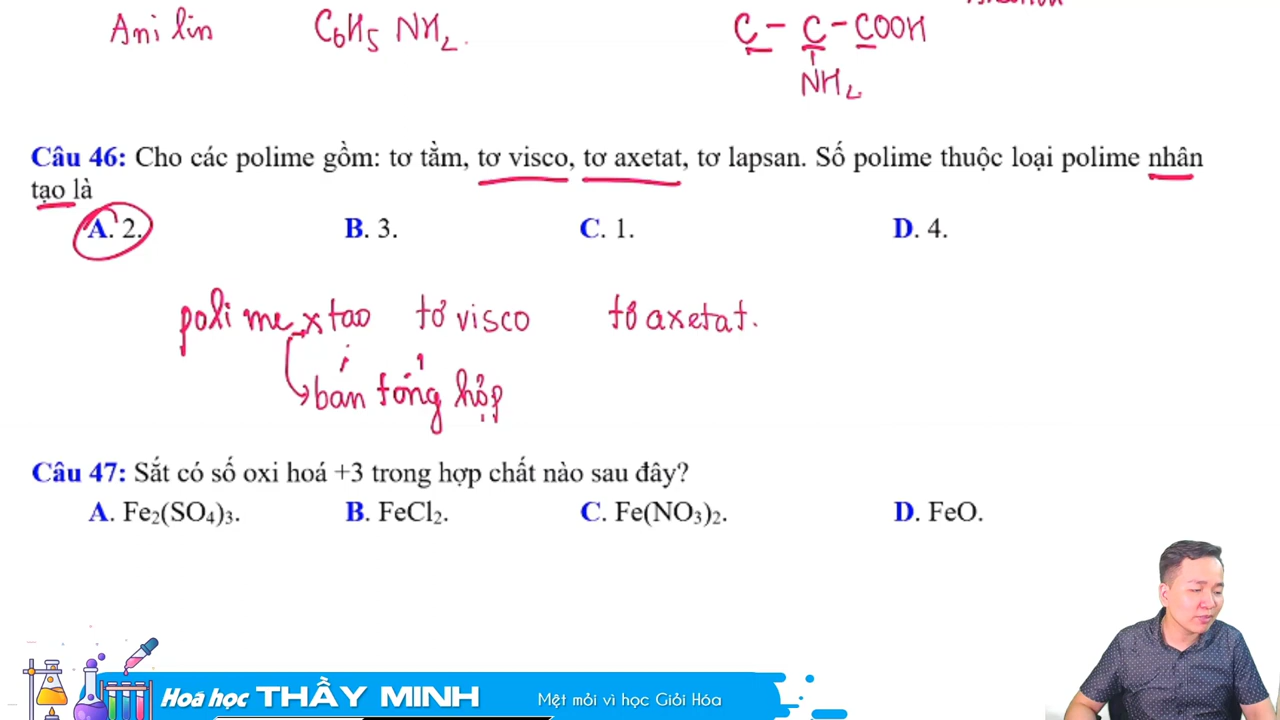 Anilin C₆H₅NH₂.
C – C – COOH
NH₂
Câu 46: Cho các polime gồm: tơ tằm, tơ visco, tơ axetat, tơ lapsan. Số polime thuộc loại polime nhân
tạo là
A. 2. B. 3. C. 1. D. 4.
polime x tạo tơ visco tơ axetat.
bán tổng hợp
Câu 47: Sắt có số oxi hoá +3 trong hợp chất nào sau đây?
A. Fe₂(SO₄)₃. B. FeCl₂. C. Fe(NO₃)₂. D. FeO.
Hoá học THẦY MINH Mệt mỏi vì học Giỏi Hóa